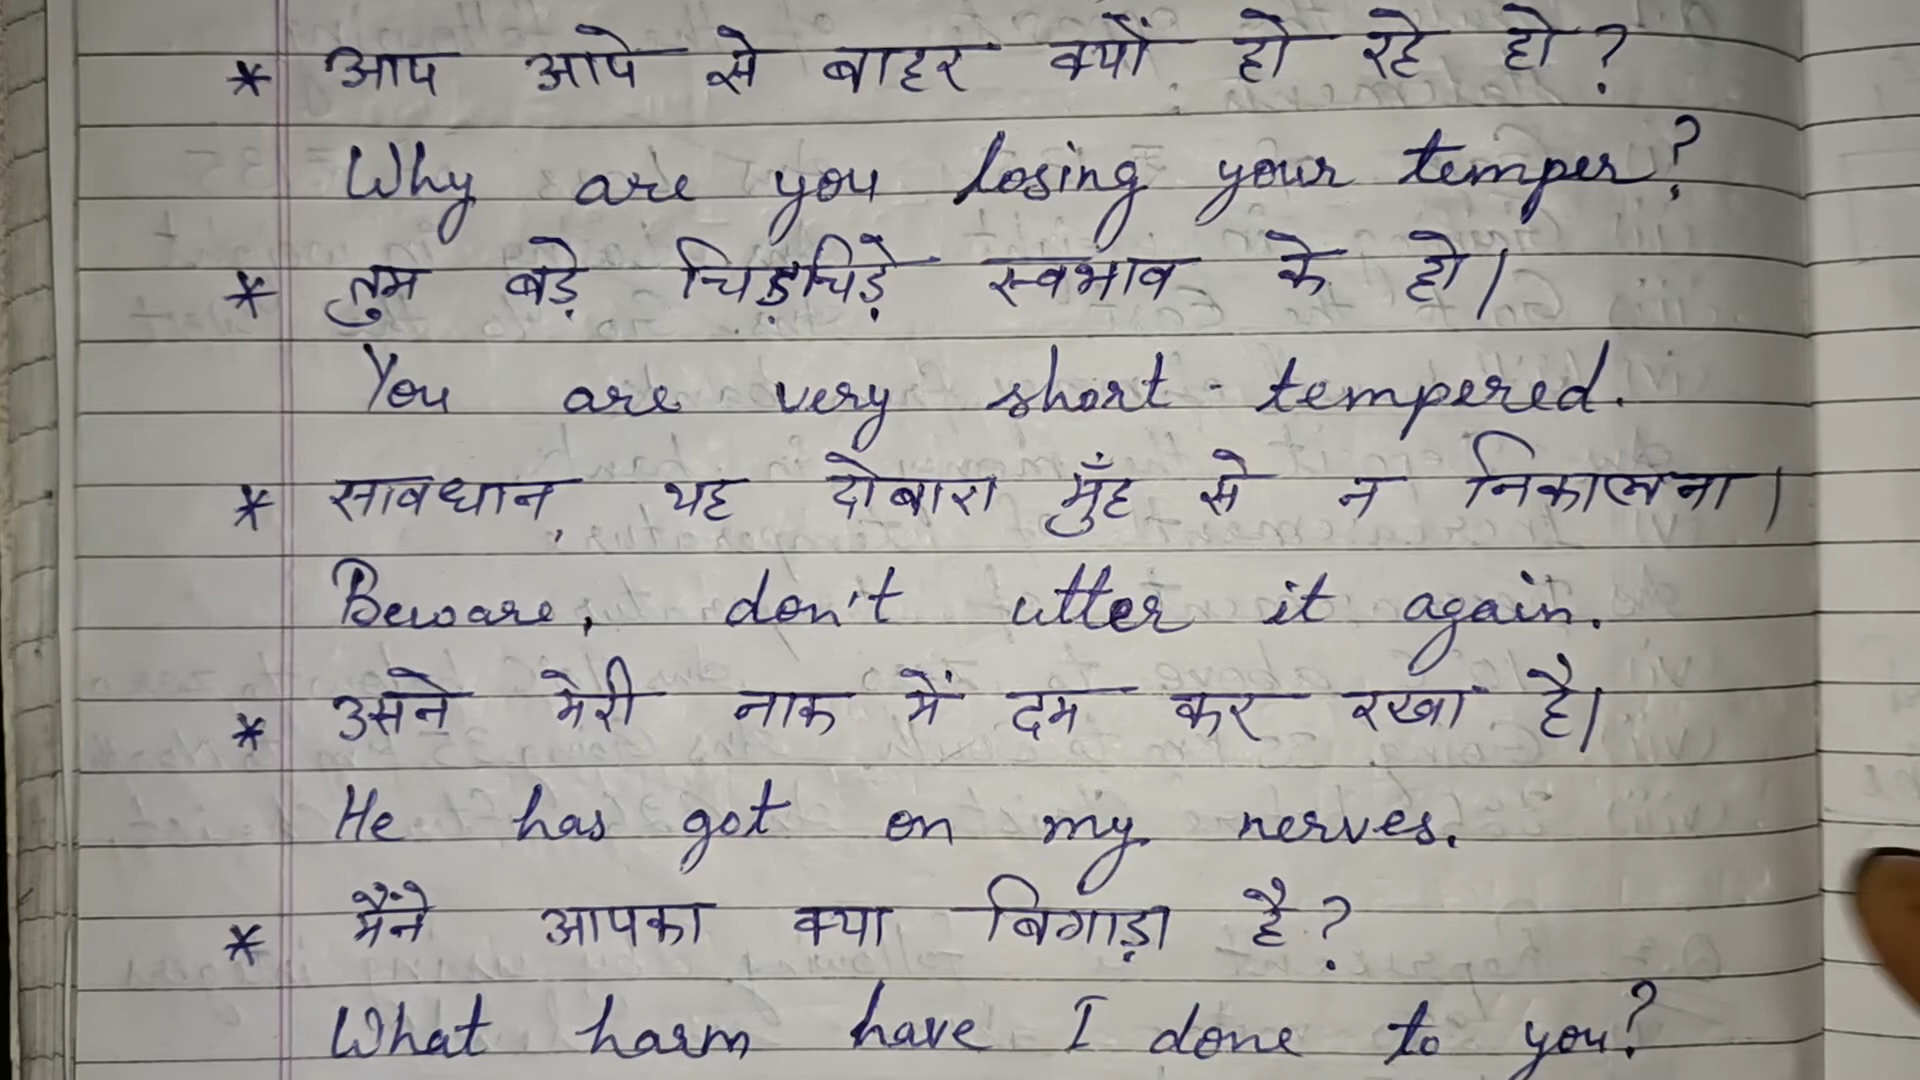 * आप आपे से बाहर क्यों हो रहे हो?
Why are you losing your temper?
* तुम बड़े चिड़चिड़े स्वभाव के हो।
You are very short-tempered.
* सावधान, यह दोबारा मुँह से न निकालना।
Beware, don't utter it again.
* उसने मेरी नाक में दम कर रखा है।
He has got on my nerves.
* मैंने आपका क्या बिगाड़ा है?
What harm have I done to you?